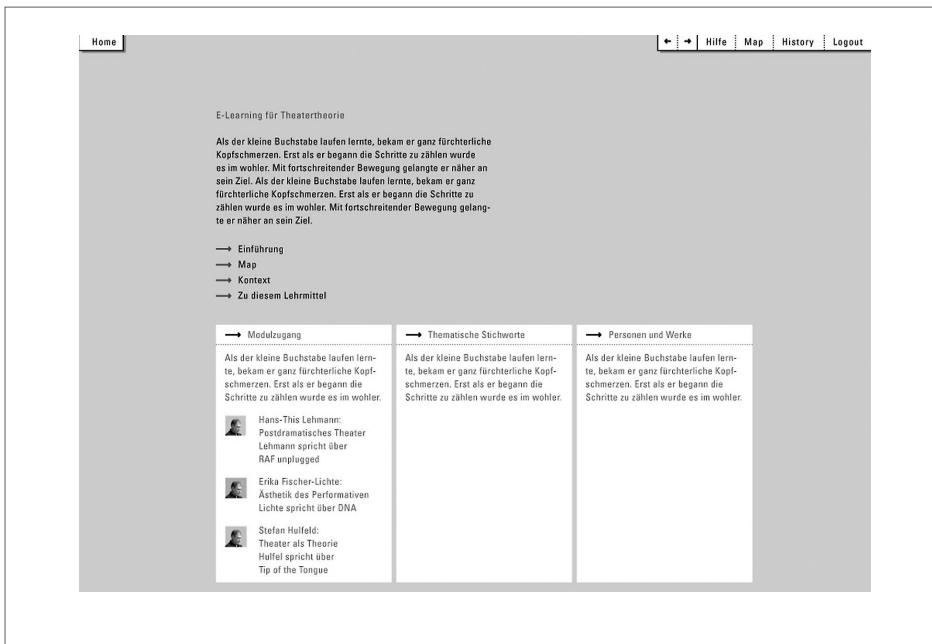 Home
← → Hilfe Map History Logout
E-Learning für Theatertheorie
Als der kleine Buchstabe laufen lernte, bekam er ganz fürchterliche
Kopfschmerzen. Erst als er begann die Schritte zu zählen wurde
es im wohler. Mit fortschreitender Bewegung gelangte er näher an
sein Ziel. Als der kleine Buchstabe laufen lernte, bekam er ganz
fürchterliche Kopfschmerzen. Erst als er begann die Schritte zu
zählen wurde es im wohler. Mit fortschreitender Bewegung gelang-
te er näher an sein Ziel.
→ Einführung
→ Map
→ Kontext
→ Zu diesem Lehrmittel
→ Modulzugang
Als der kleine Buchstabe laufen lern-
te, bekam er ganz fürchterliche Kopf-
schmerzen. Erst als er begann die
Schritte zu zählen wurde es im wohler.
Hans-This Lehmann:
Postdramatisches Theater
Lehmann spricht über
RAF unplugged
Erika Fischer-Lichte:
Ästhetik des Performativen
Lichte spricht über DNA
Stefan Hulfeld:
Theater als Theorie
Hulfel spricht über
Tip of the Tongue
→ Thematische Stichworte
Als der kleine Buchstabe laufen lern-
te, bekam er ganz fürchterliche Kopf-
schmerzen. Erst als er begann die
Schritte zu zählen wurde es im wohler.
→ Personen und Werke
Als der kleine Buchstabe laufen lern-
te, bekam er ganz fürchterliche Kopf-
schmerzen. Erst als er begann die
Schritte zu zählen wurde es im wohler.